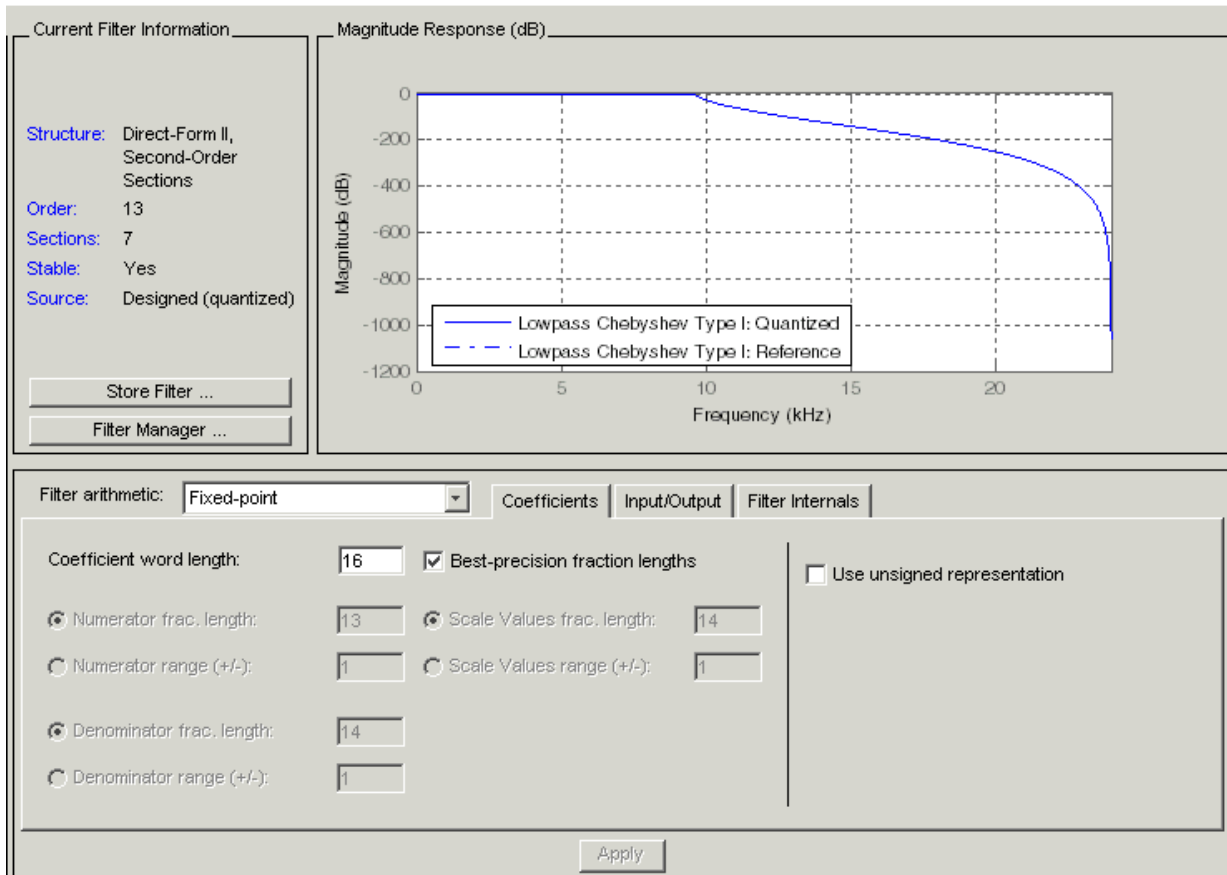 Current Filter Information
Structure: Direct-Form II,
Second-Order
Sections
Order: 13
Sections: 7
Stable: Yes
Source: Designed (quantized)
Store Filter ...
Filter Manager ...
Magnitude Response (dB)
Magnitude (dB)
0
-200
-400
-600
-800
-1000
-1200
Lowpass Chebyshev Type I: Quantized
Lowpass Chebyshev Type I: Reference
0 5 10 15 20
Frequency (kHz)
Filter arithmetic: Fixed-point
Coefficients Input/Output Filter Internals
Coefficient word length: 16 Best-precision fraction lengths
Use unsigned representation
Numerator frac. length: 13 Scale Values frac. length: 14
Numerator range (+/-): 1 Scale Values range (+/-): 1
Denominator frac. length: 14
Denominator range (+/-): 1
Apply